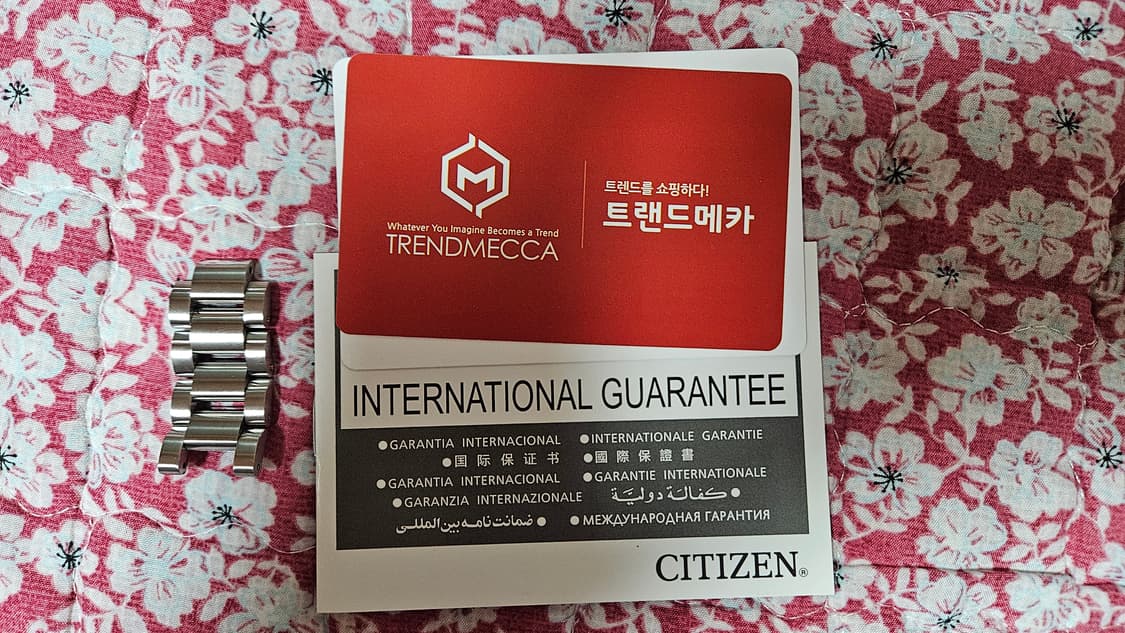 M
Whatever You Imagine Becomes a Trend
TRENDMECCA
트렌드를 쇼핑하다!
트랜드메카
INTERNATIONAL GUARANTEE
●GARANTIA INTERNACIONAL ●INTERNATIONALE GARANTIE
●国际保证书 ●國際保證書
●GARANTIA INTERNACIONAL ●GARANTIE INTERNATIONALE
●GARANZIA INTERNAZIONALE ●كفالة دولية
●ضمانت نامه بين المللي ●МЕЖДУНАРОДНАЯ ГАРАНТИЯ
CITIZEN®